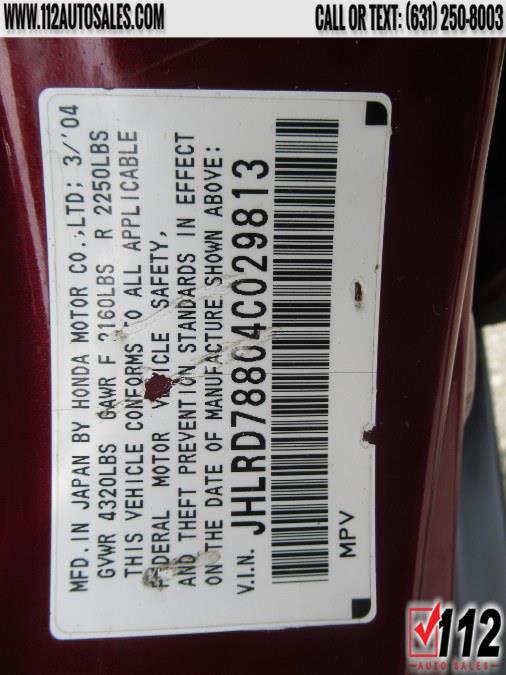 WWW.112AUTOSALES.COM
CALL OR TEXT: (631) 250-8003
MFD. IN JAPAN BY HONDA MOTOR CO.,LTD; 3/'04
GVWR 4320LBS GAWR F 2160LBS R 2250LBS
THIS VEHICLE CONFORMS TO ALL APPLICABLE
FEDERAL MOTOR VEHICLE SAFETY,
AND THEFT PREVENTION STANDARDS IN EFFECT
ON THE DATE OF MANUFACTURE SHOWN ABOVE:
V.I.N. JHLRD78804C029813
MPV
112
AUTO SALES